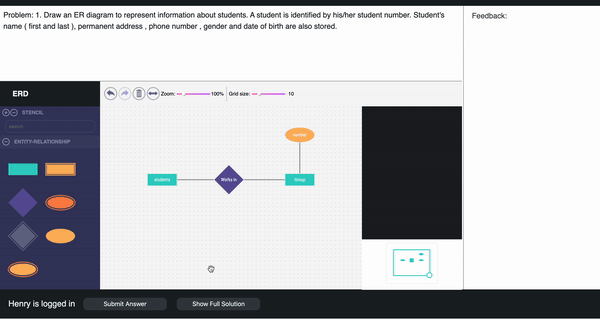 Problem: 1. Draw an ER diagram to represent information about students. A student is identified by his/her student number. Student's
name ( first and last ), permanent address , phone number , gender and date of birth are also stored.
Feedback:
ERD
Zoom:
100%
Grid size:
10
STENCIL
search
ENTITY-RELATIONSHIP
number
students
Works in
Henry is logged in
Submit Answer
Show Full Solution